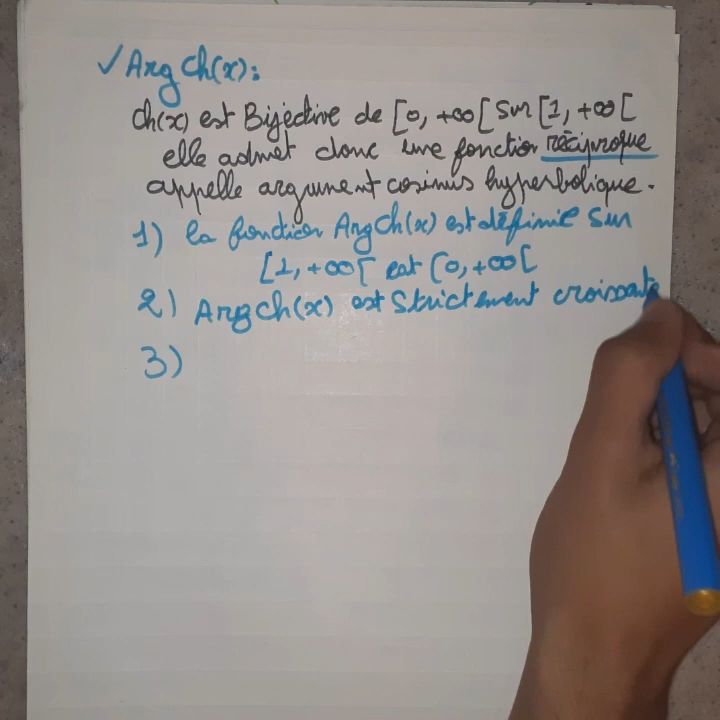 ✓ Arg Ch(x):
Ch(x) est Bijective de [0, +∞[ sur [1, +∞[
elle admet donc une fonction réciproque
appelle argument cosinus hyperbolique.
1) la fonction ArgCh(x) est définie sur
[1, +∞[ est [0, +∞[
2) Argch(x) est Strictement croissante
3)